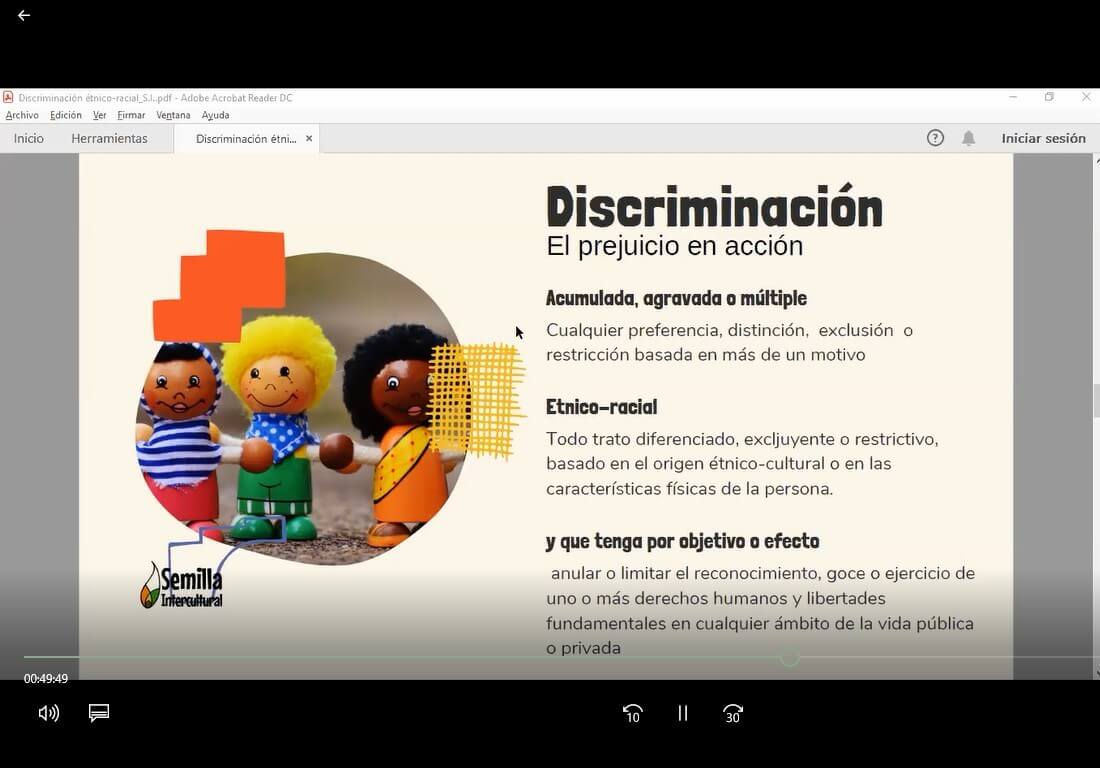 Discriminación étnico-racial_S.I..pdf - Adobe Acrobat Reader DC
Archivo Edición Ver Firmar Ventana Ayuda
Inicio Herramientas Discriminación étni... × ? Iniciar sesión
Discriminación
El prejuicio en acción
Acumulada, agravada o múltiple
Cualquier preferencia, distinción, exclusión o
restricción basada en más de un motivo
Etnico-racial
Todo trato diferenciado, excljuyente o restrictivo,
basado en el origen étnico-cultural o en las
características físicas de la persona.
y que tenga por objetivo o efecto
anular o limitar el reconocimiento, goce o ejercicio de
uno o más derechos humanos y libertades
fundamentales en cualquier ámbito de la vida pública
o privada
Semilla
Intercultural
00:49:49
10 30